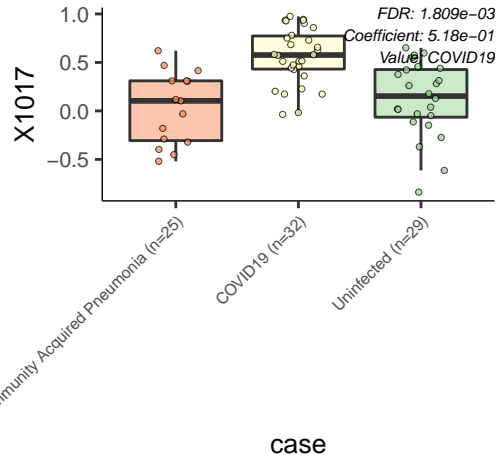 FDR: 1.809e−03
Coefficient: 5.18e−01
Value: COVID19
X1017
1.0
0.5
0.0
−0.5
Acquired Pneumonia (n=25)
COVID19 (n=32)
Uninfected (n=29)
case